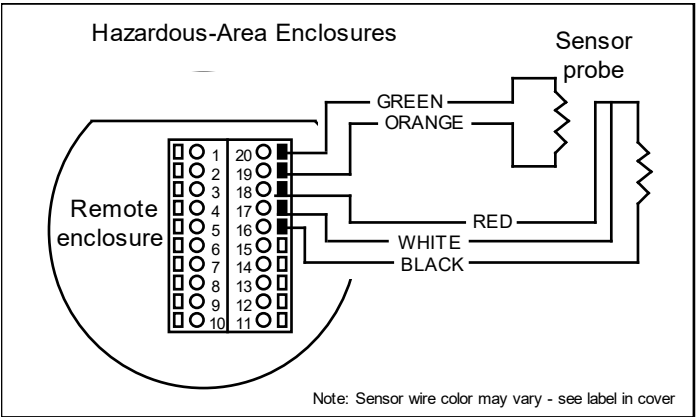 Hazardous-Area Enclosures
Sensor
probe
GREEN
ORANGE
1 20
2 19
3 18
4 17
5 16
6 15
7 14
8 13
9 12
10 11
Remote
enclosure
RED
WHITE
BLACK
Note: Sensor wire color may vary - see label in cover